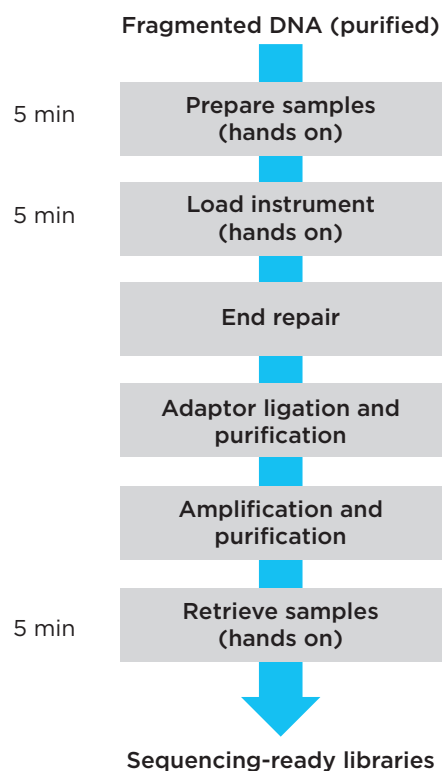 Fragmented DNA (purified)
5 min
Prepare samples
(hands on)
5 min
Load instrument
(hands on)
End repair
Adaptor ligation and
purification
Amplification and
purification
5 min
Retrieve samples
(hands on)
Sequencing-ready libraries